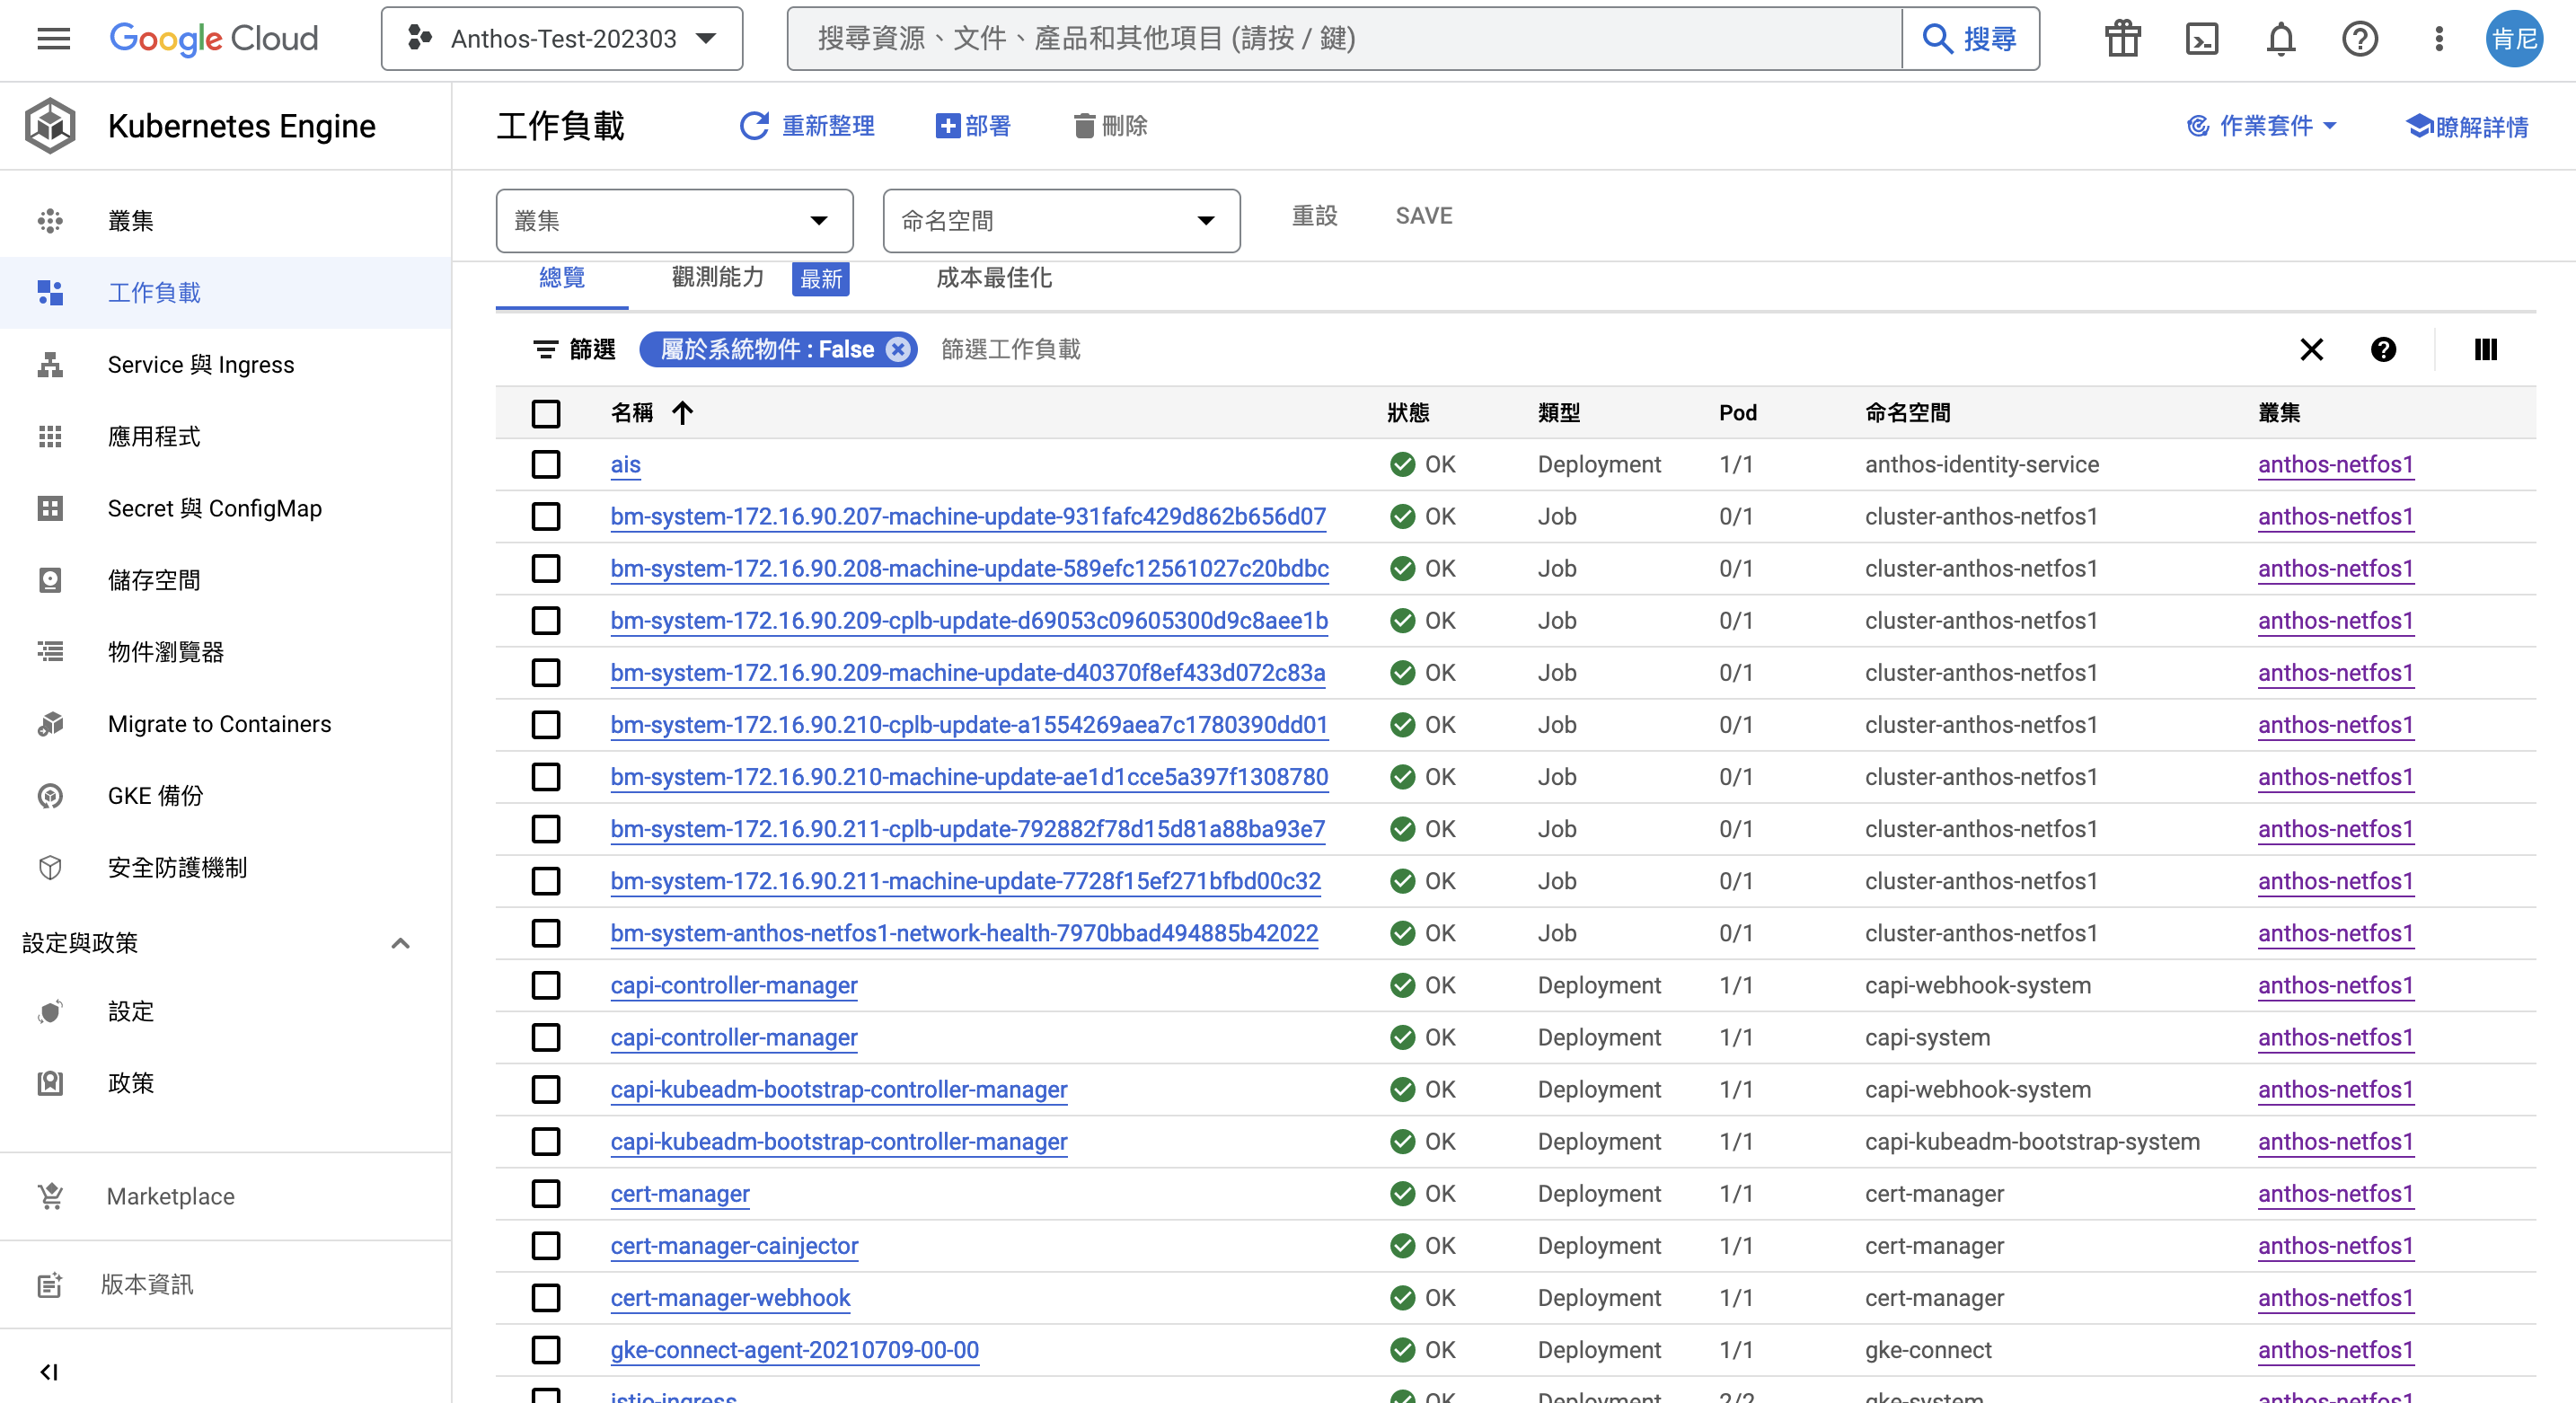 Google Cloud
Anthos-Test-202303
搜尋資源、文件、產品和其他項目 (請按 / 鍵)
搜尋
肯尼
Kubernetes Engine
叢集
工作負載
Service 與 Ingress
應用程式
Secret 與 ConfigMap
儲存空間
物件瀏覽器
Migrate to Containers
GKE 備份
安全防護機制
設定與政策
設定
政策
Marketplace
版本資訊
工作負載 重新整理 部署 刪除 作業套件 瞭解詳情
叢集 命名空間 重設 SAVE
總覽 觀測能力 最新 成本最佳化
篩選 屬於系統物件 : False 篩選工作負載
名稱 狀態 類型 Pod 命名空間 叢集
ais OK Deployment 1/1 anthos-identity-service anthos-netfos1
bm-system-172.16.90.207-machine-update-931fafc429d862b656d07 OK Job 0/1 cluster-anthos-netfos1 anthos-netfos1
bm-system-172.16.90.208-machine-update-589efc12561027c20bdbc OK Job 0/1 cluster-anthos-netfos1 anthos-netfos1
bm-system-172.16.90.209-cplb-update-d69053c09605300d9c8aee1b OK Job 0/1 cluster-anthos-netfos1 anthos-netfos1
bm-system-172.16.90.209-machine-update-d40370f8ef433d072c83a OK Job 0/1 cluster-anthos-netfos1 anthos-netfos1
bm-system-172.16.90.210-cplb-update-a1554269aea7c1780390dd01 OK Job 0/1 cluster-anthos-netfos1 anthos-netfos1
bm-system-172.16.90.210-machine-update-ae1d1cce5a397f1308780 OK Job 0/1 cluster-anthos-netfos1 anthos-netfos1
bm-system-172.16.90.211-cplb-update-792882f78d15d81a88ba93e7 OK Job 0/1 cluster-anthos-netfos1 anthos-netfos1
bm-system-172.16.90.211-machine-update-7728f15ef271bfbd00c32 OK Job 0/1 cluster-anthos-netfos1 anthos-netfos1
bm-system-anthos-netfos1-network-health-7970bbad494885b42022 OK Job 0/1 cluster-anthos-netfos1 anthos-netfos1
capi-controller-manager OK Deployment 1/1 capi-webhook-system anthos-netfos1
capi-controller-manager OK Deployment 1/1 capi-system anthos-netfos1
capi-kubeadm-bootstrap-controller-manager OK Deployment 1/1 capi-webhook-system anthos-netfos1
capi-kubeadm-bootstrap-controller-manager OK Deployment 1/1 capi-kubeadm-bootstrap-system anthos-netfos1
cert-manager OK Deployment 1/1 cert-manager anthos-netfos1
cert-manager-cainjector OK Deployment 1/1 cert-manager anthos-netfos1
cert-manager-webhook OK Deployment 1/1 cert-manager anthos-netfos1
gke-connect-agent-20210709-00-00 OK Deployment 1/1 gke-connect anthos-netfos1
istio-ingress OK Deployment 2/2 gke-system anthos-netfos1